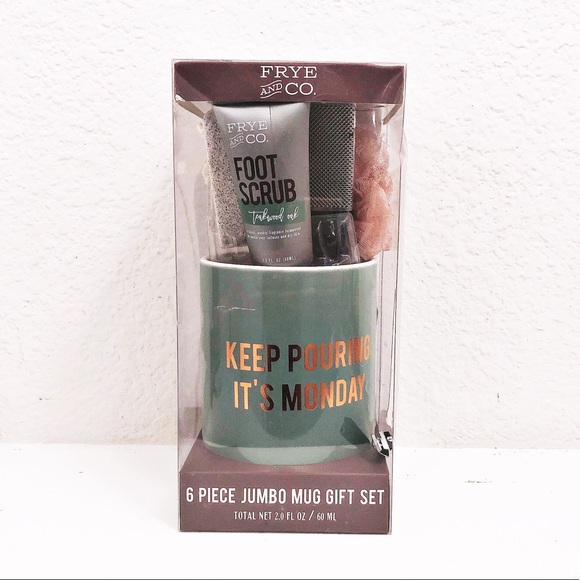 FRYE
AND CO.
FRYE
AND CO.
FOOT
SCRUB
teakwood oak
KEEP POURING
IT'S MONDAY
6 PIECE JUMBO MUG GIFT SET
TOTAL NET 2.0 FL OZ / 60 ML